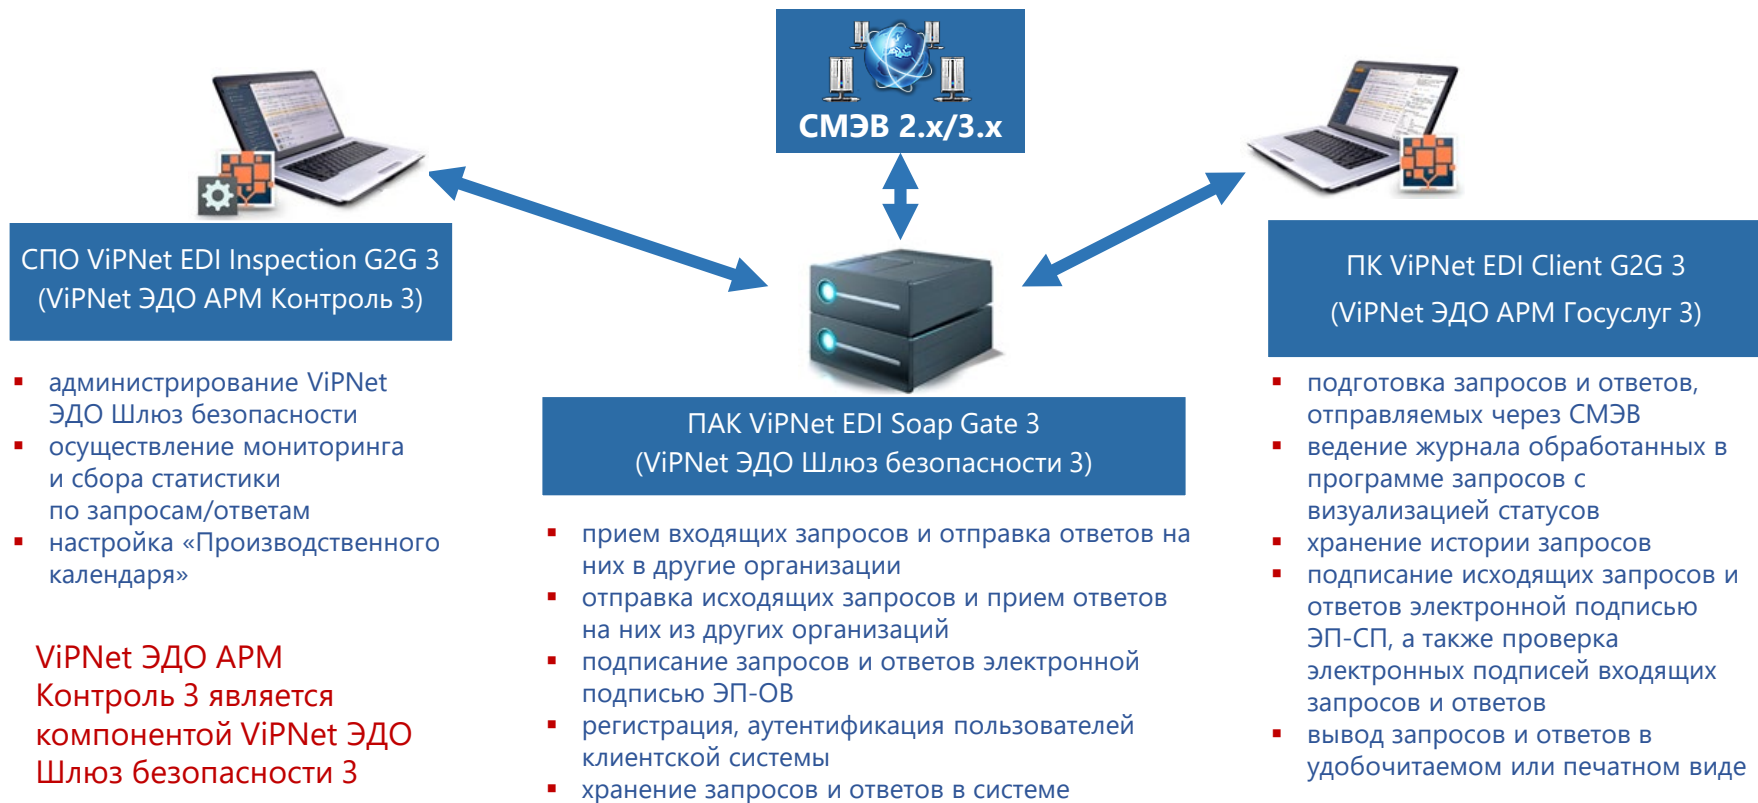 СМЭВ 2.x/3.x
СПО ViPNet EDI Inspection G2G 3
(ViPNet ЭДО АРМ Контроль 3)
▪ администрирование ViPNet
ЭДО Шлюз безопасности
▪ осуществление мониторинга
и сбора статистики
по запросам/ответам
▪ настройка «Производственного
календаря»
ViPNet ЭДО АРМ
Контроль 3 является
компонентой ViPNet ЭДО
Шлюз безопасности 3
ПАК ViPNet EDI Soap Gate 3
(ViPNet ЭДО Шлюз безопасности 3)
▪ прием входящих запросов и отправка ответов на
них в другие организации
▪ отправка исходящих запросов и прием ответов
на них из других организаций
▪ подписание запросов и ответов электронной
подписью ЭП-ОВ
▪ регистрация, аутентификация пользователей
клиентской системы
▪ хранение запросов и ответов в системе
ПК ViPNet EDI Client G2G 3
(ViPNet ЭДО АРМ Госуслуг 3)
▪ подготовка запросов и ответов,
отправляемых через СМЭВ
▪ ведение журнала обработанных в
программе запросов с
визуализацией статусов
▪ хранение истории запросов
▪ подписание исходящих запросов и
ответов электронной подписью
ЭП-СП, а также проверка
электронных подписей входящих
запросов и ответов
▪ вывод запросов и ответов в
удобочитаемом или печатном виде